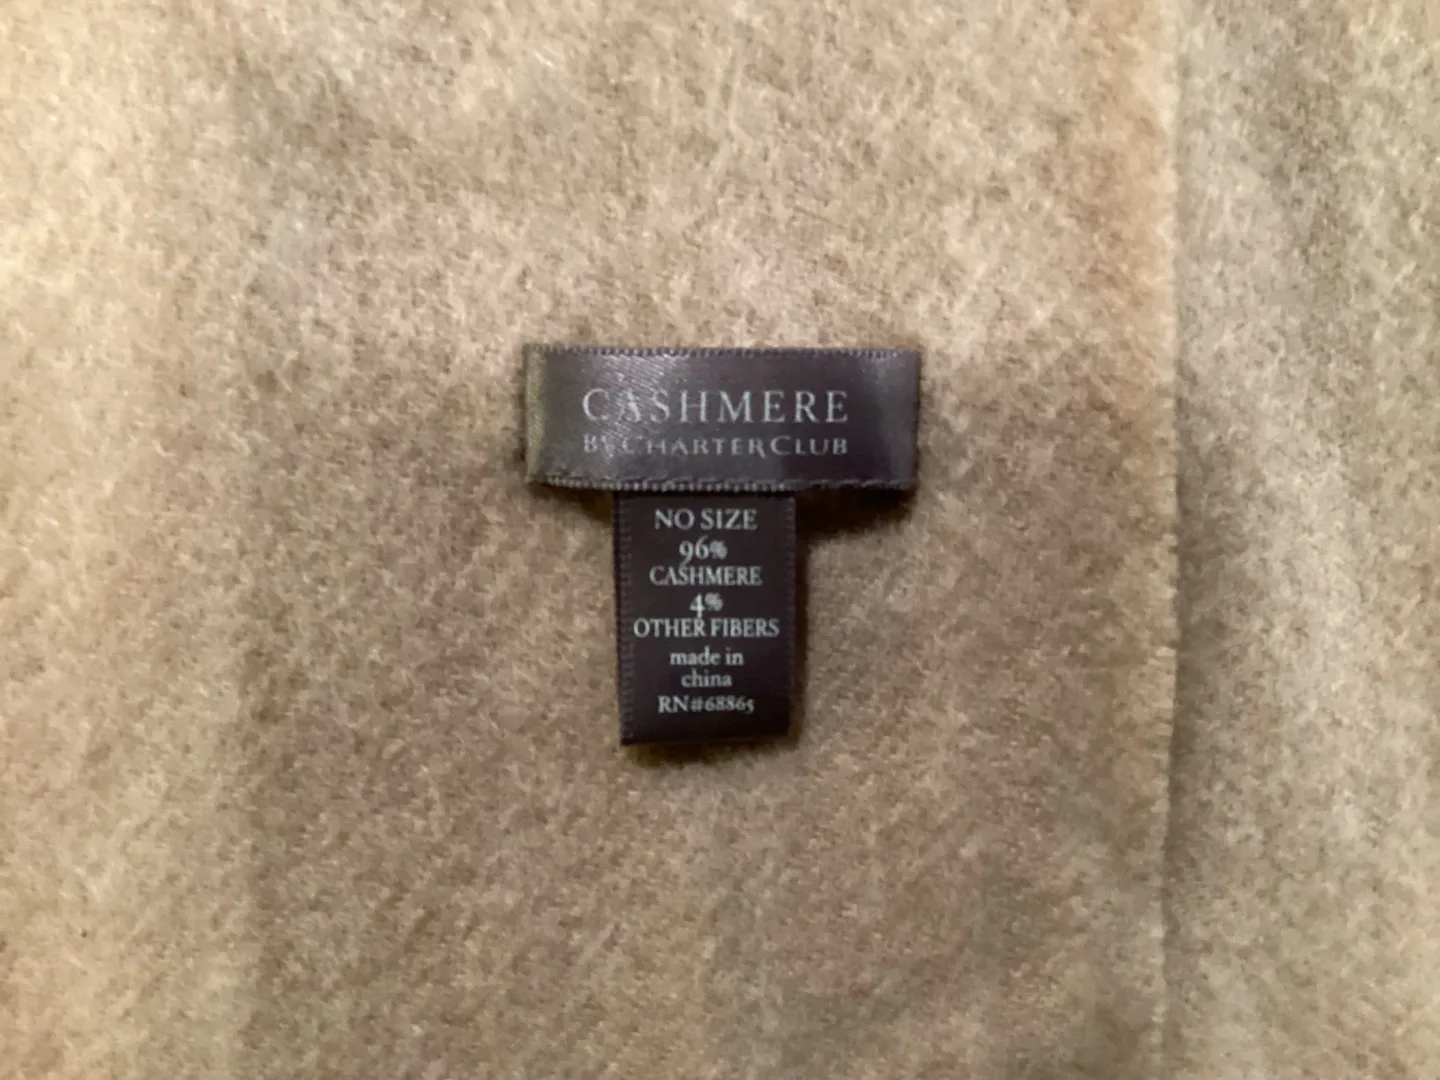 CASHMERE
BY CHARTER CLUB
NO SIZE
96%
CASHMERE
4%
OTHER FIBERS
made in
china
RN#68865